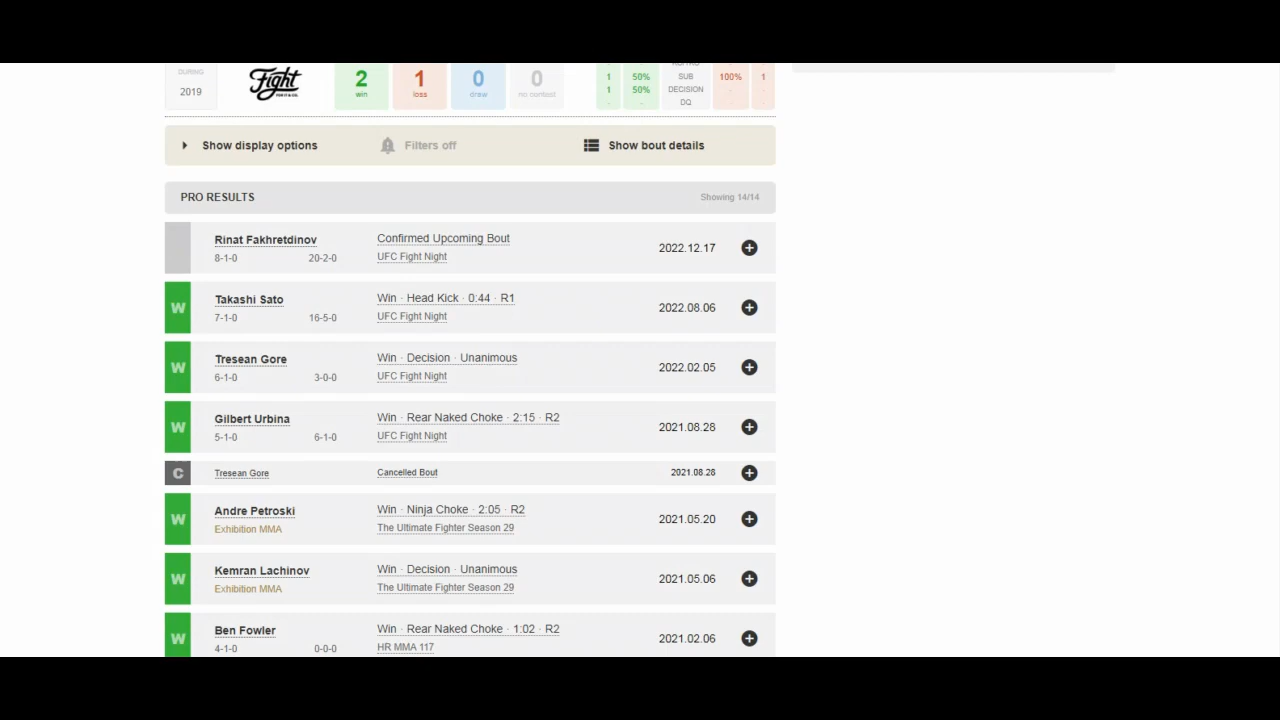 DURING
2019
Fight
2
win
1
loss
0
draw
0
no contest
1 50% SUB 100% 1
1 50% DECISION - -
- - DQ - -
Show display options
Filters off
Show bout details
PRO RESULTS
Showing 14/14
Rinat Fakhretdinov
8-1-0 20-2-0
Confirmed Upcoming Bout
UFC Fight Night
2022.12.17
W
Takashi Sato
7-1-0 16-5-0
Win · Head Kick · 0:44 · R1
UFC Fight Night
2022.08.06
W
Tresean Gore
6-1-0 3-0-0
Win · Decision · Unanimous
UFC Fight Night
2022.02.05
W
Gilbert Urbina
5-1-0 6-1-0
Win · Rear Naked Choke · 2:15 · R2
UFC Fight Night
2021.08.28
C
Tresean Gore
Cancelled Bout
2021.08.28
W
Andre Petroski
Exhibition MMA
Win · Ninja Choke · 2:05 · R2
The Ultimate Fighter Season 29
2021.05.20
W
Kemran Lachinov
Exhibition MMA
Win · Decision · Unanimous
The Ultimate Fighter Season 29
2021.05.06
W
Ben Fowler
4-1-0 0-0-0
Win · Rear Naked Choke · 1:02 · R2
HR MMA 117
2021.02.06